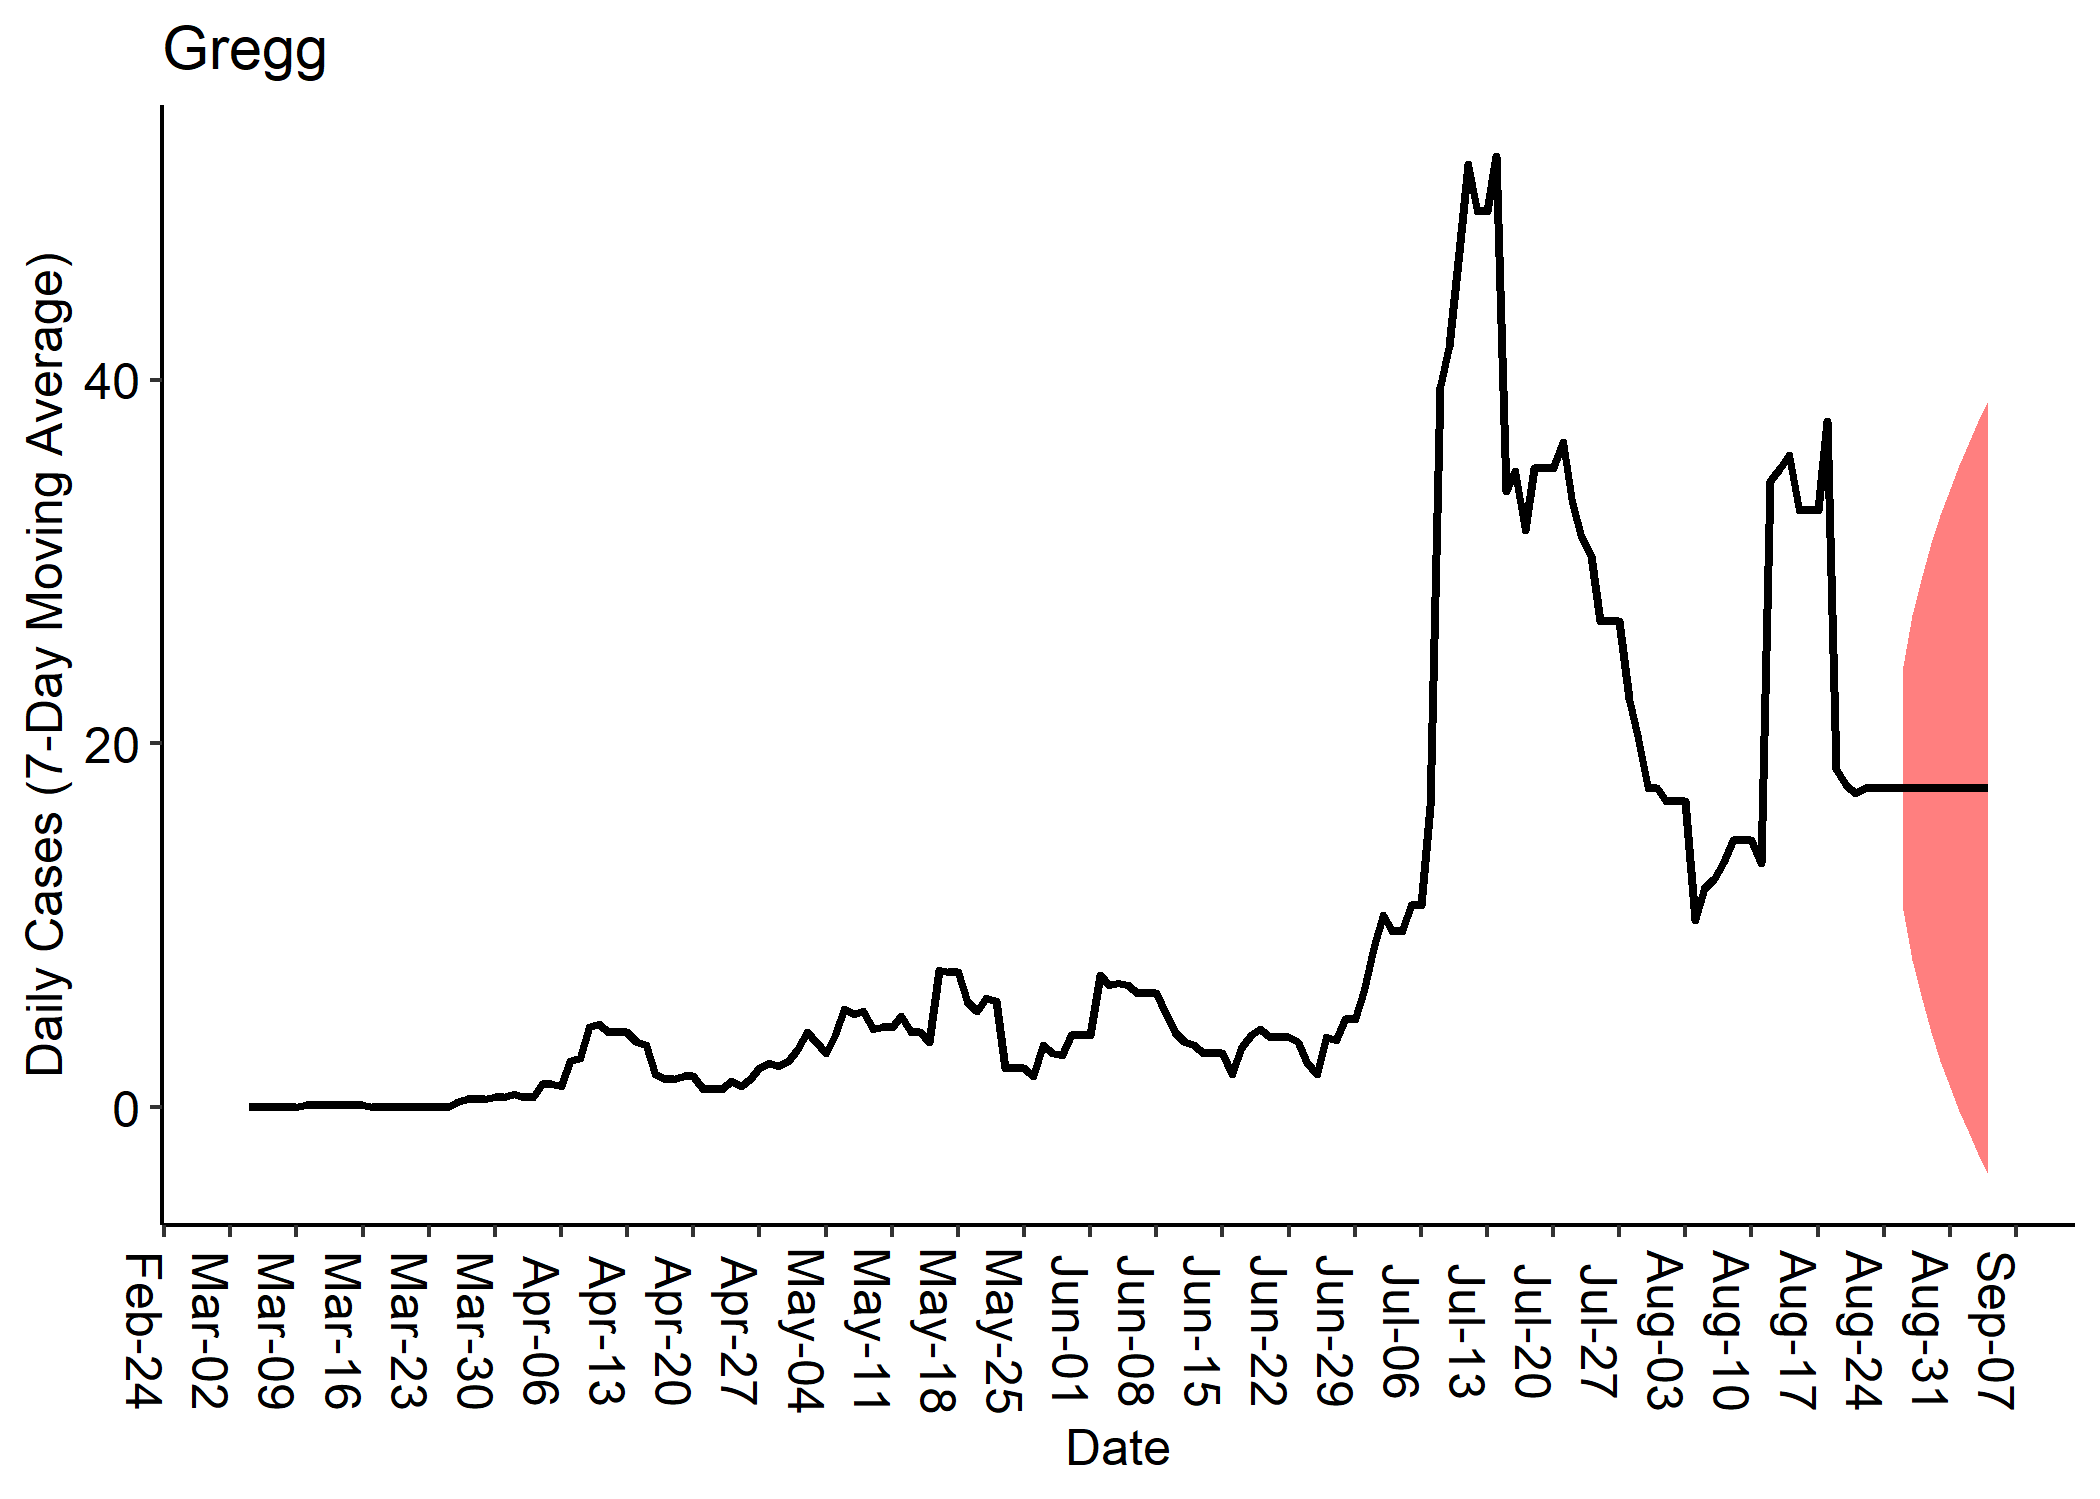 Gregg
Daily Cases (7-Day Moving Average)
40
20
0
Feb-24
Mar-02
Mar-09
Mar-16
Mar-23
Mar-30
Apr-06
Apr-13
Apr-20
Apr-27
May-04
May-11
May-18
May-25
Jun-01
Jun-08
Jun-15
Jun-22
Jun-29
Jul-06
Jul-13
Jul-20
Jul-27
Aug-03
Aug-10
Aug-17
Aug-24
Aug-31
Sep-07
Date